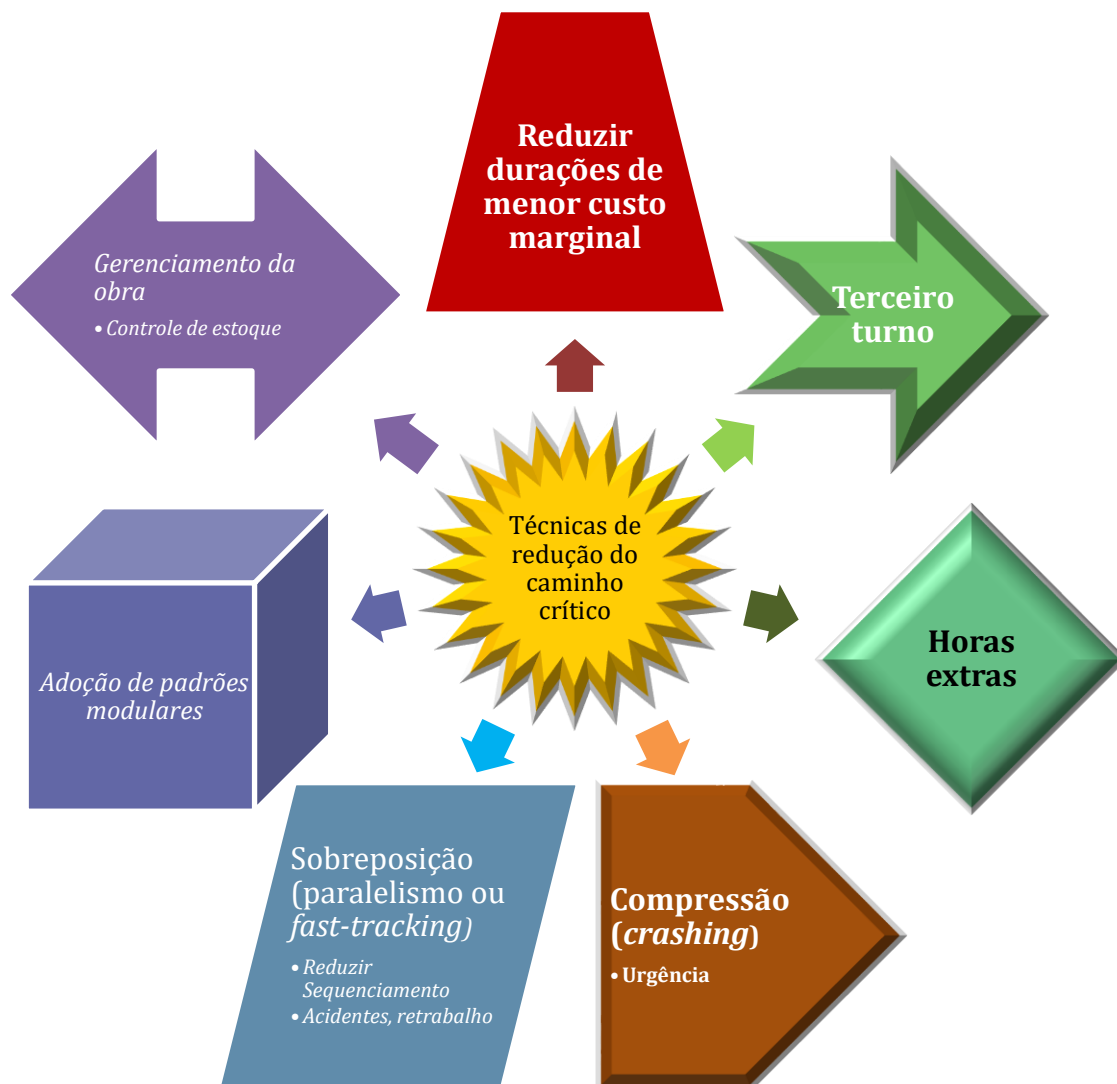 Reduzir
durações de
menor custo
marginal
Terceiro
turno
Horas
extras
Compressão
(crashing)
• Urgência
Sobreposição
(paralelismo ou
fast-tracking)
• Reduzir
Sequenciamento
• Acidentes, retrabalho
Adoção de padrões
modulares
Gerenciamento da
obra
• Controle de estoque
Técnicas de
redução do
caminho
crítico